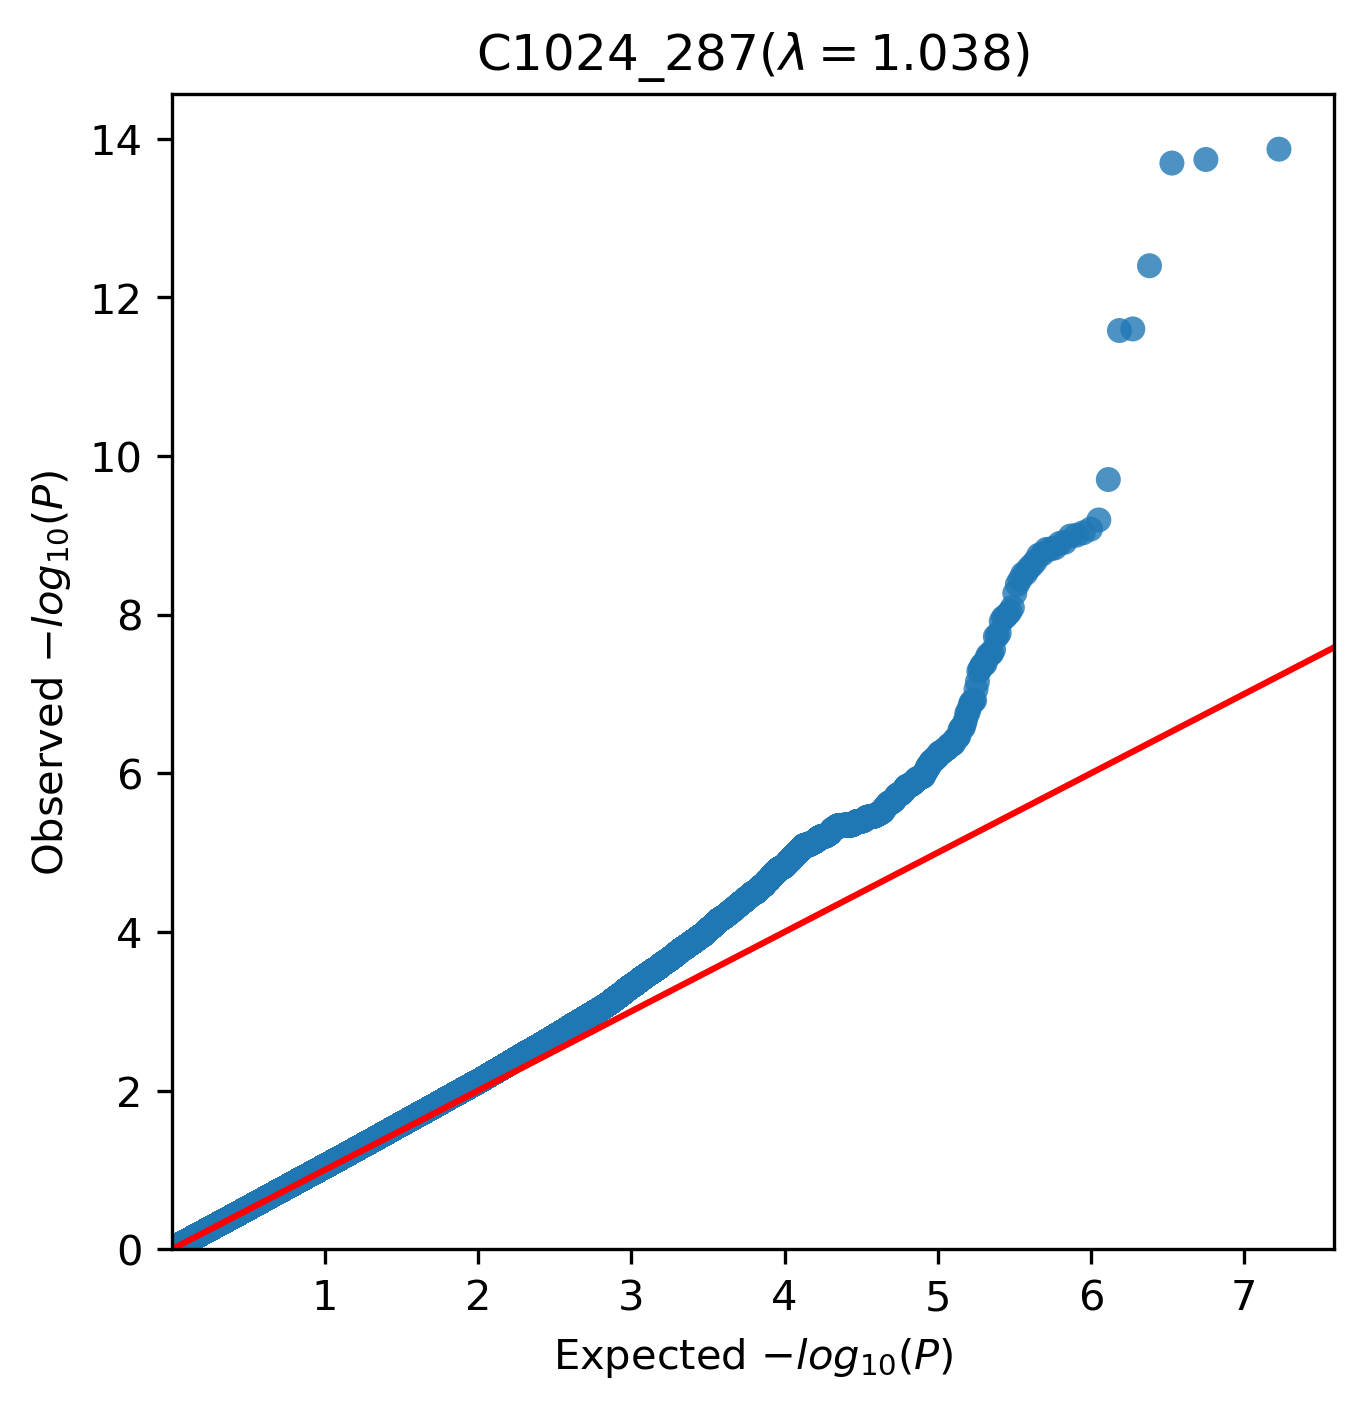 C1024_287(λ = 1.038)
14
12
10
8
6
4
2
0
Observed −log₁₀(P)
1 2 3 4 5 6 7
Expected −log₁₀(P)